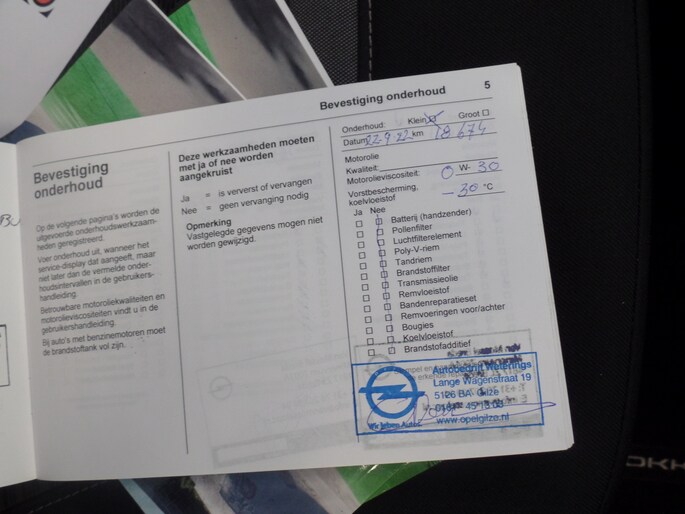 Bevestiging onderhoud 5
Bevestiging
onderhoud
Op de volgende pagina's worden de
uitgevoerde onderhoudswerkzaam-
heden geregistreerd.
Voer onderhoud uit, wanneer het
service-display dat aangeeft, maar
niet later dan de vermelde onder-
houdsintervallen in de gebruikers-
handleiding.
Betrouwbare motoroliekwaliteiten en
motorolieviscositeiten vindt u in de
gebruikershandleiding.
Bij auto's met benzinemotoren moet
de brandstoftank vol zijn.
Deze werkzaamheden moeten
met ja of nee worden
aangekruist
Ja = is ververst of vervangen
Nee = geen vervanging nodig
Opmerking
Vastgelegde gegevens mogen niet
worden gewijzigd.
Onderhoud: Klein Groot
Datum 22-9-22 km 18.674
Motorolie
Kwaliteit:
Motorolieviscositeit: 0 W- 30
Vorstbescherming,
koelvloeistof -30 °C
Ja Nee
Batterij (handzender)
Pollenfilter
Luchtfilterelement
Poly-V-riem
Tandriem
Brandstoffilter
Transmissieolie
Remvloeistof
Bandenreparatieset
Remvoeringen voor/achter
Bougies
Koelvloeistof
Brandstofadditief
Autobedrijf Weterings
Lange Wagenstraat 19
5126 BA Gilze
www.opelgilze.nl